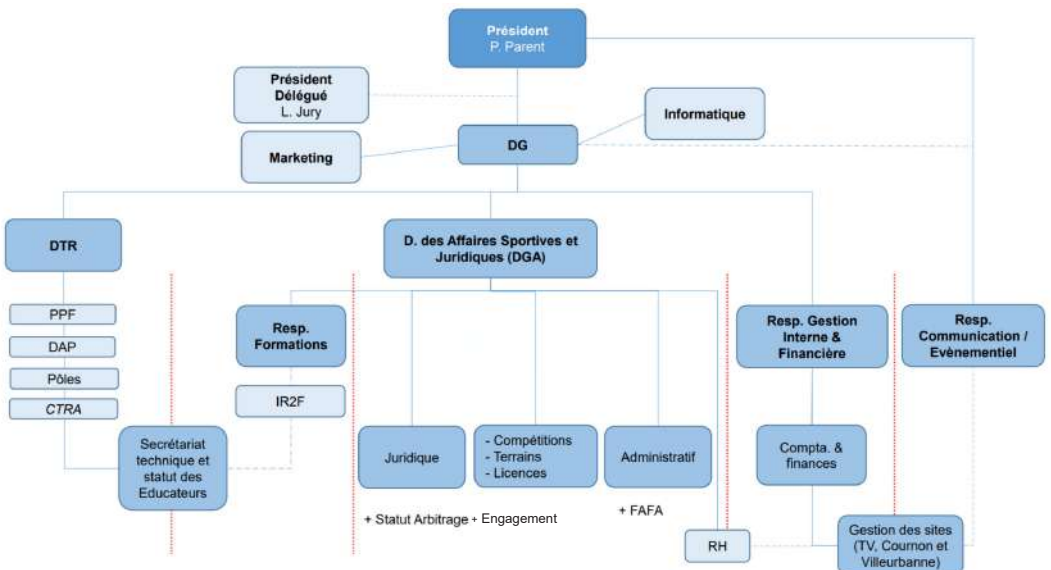 Président
P. Parent
Président
Délégué
L. Jury
Informatique
Marketing
DG
DTR
D. des Affaires Sportives et
Juridiques (DGA)
PPF
DAP
Pôles
CTRA
Resp.
Formations
IR2F
Resp. Gestion
Interne &
Financière
Resp.
Communication /
Evènementiel
Secrétariat
technique et
statut des
Educateurs
Juridique
- Compétitions
- Terrains
- Licences
Administratif
Compta. &
finances
+ Statut Arbitrage + Engagement
+ FAFA
RH
Gestion des sites
(TV, Cournon et
Villeurbanne)